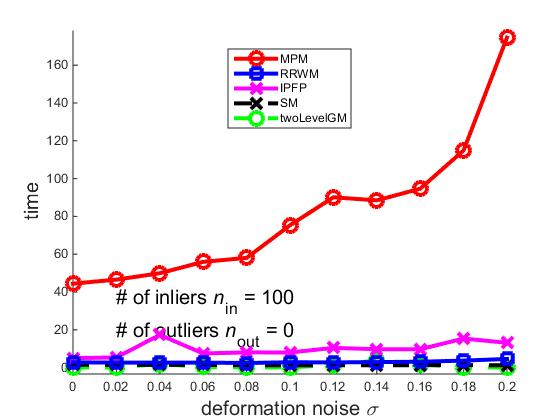 MPM
RRWM
IPFP
SM
twoLevelGM
160
140
120
100
80
60
40
20
0
time
# of inliers n_in = 100
# of outliers n_out = 0
0 0.02 0.04 0.06 0.08 0.1 0.12 0.14 0.16 0.18 0.2
deformation noise σ